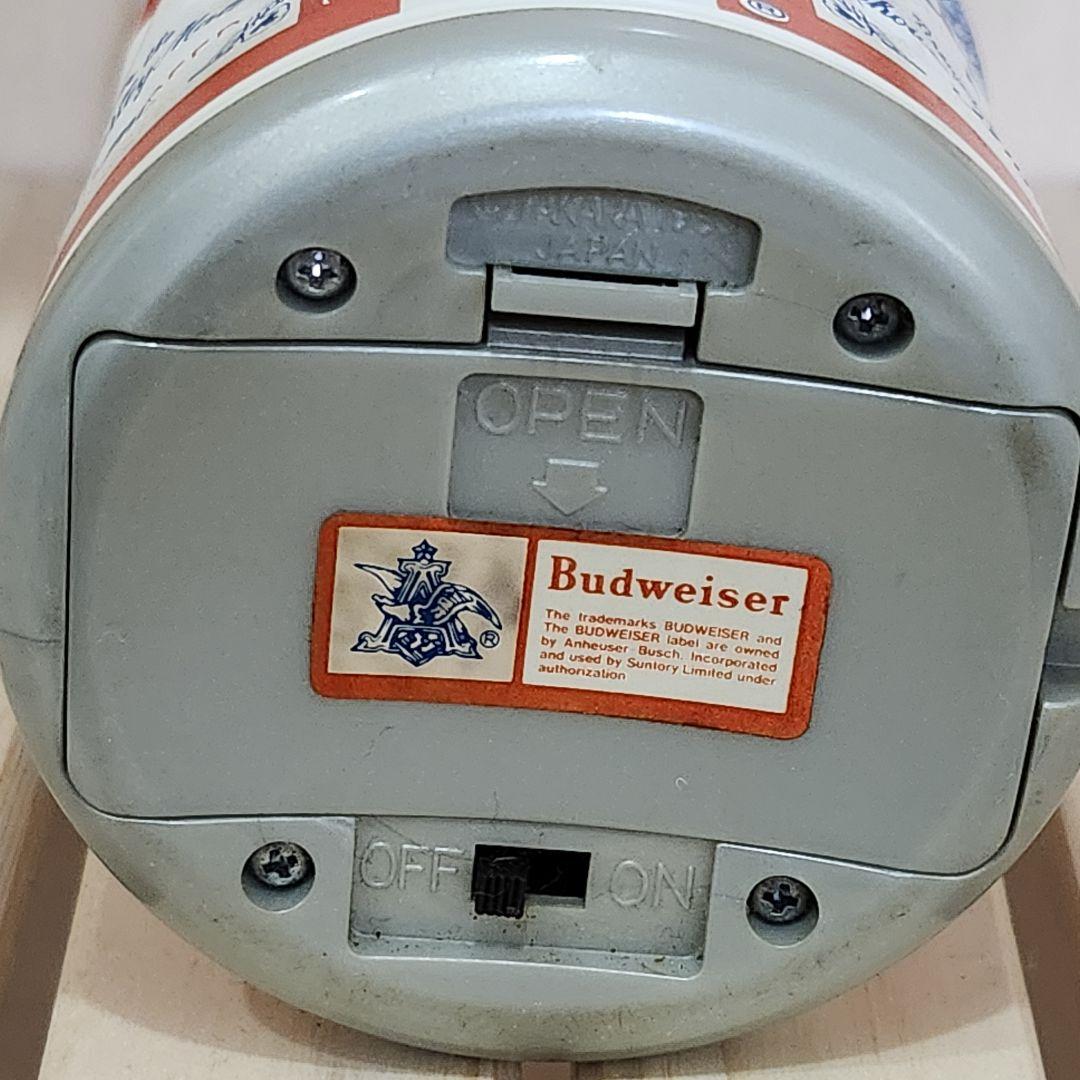 ®
JAPAN
OPEN
®
Budweiser
The trademarks BUDWEISER and
The BUDWEISER label are owned
by Anheuser-Busch, Incorporated
and used by Suntory Limited under
authorization
OFF ON